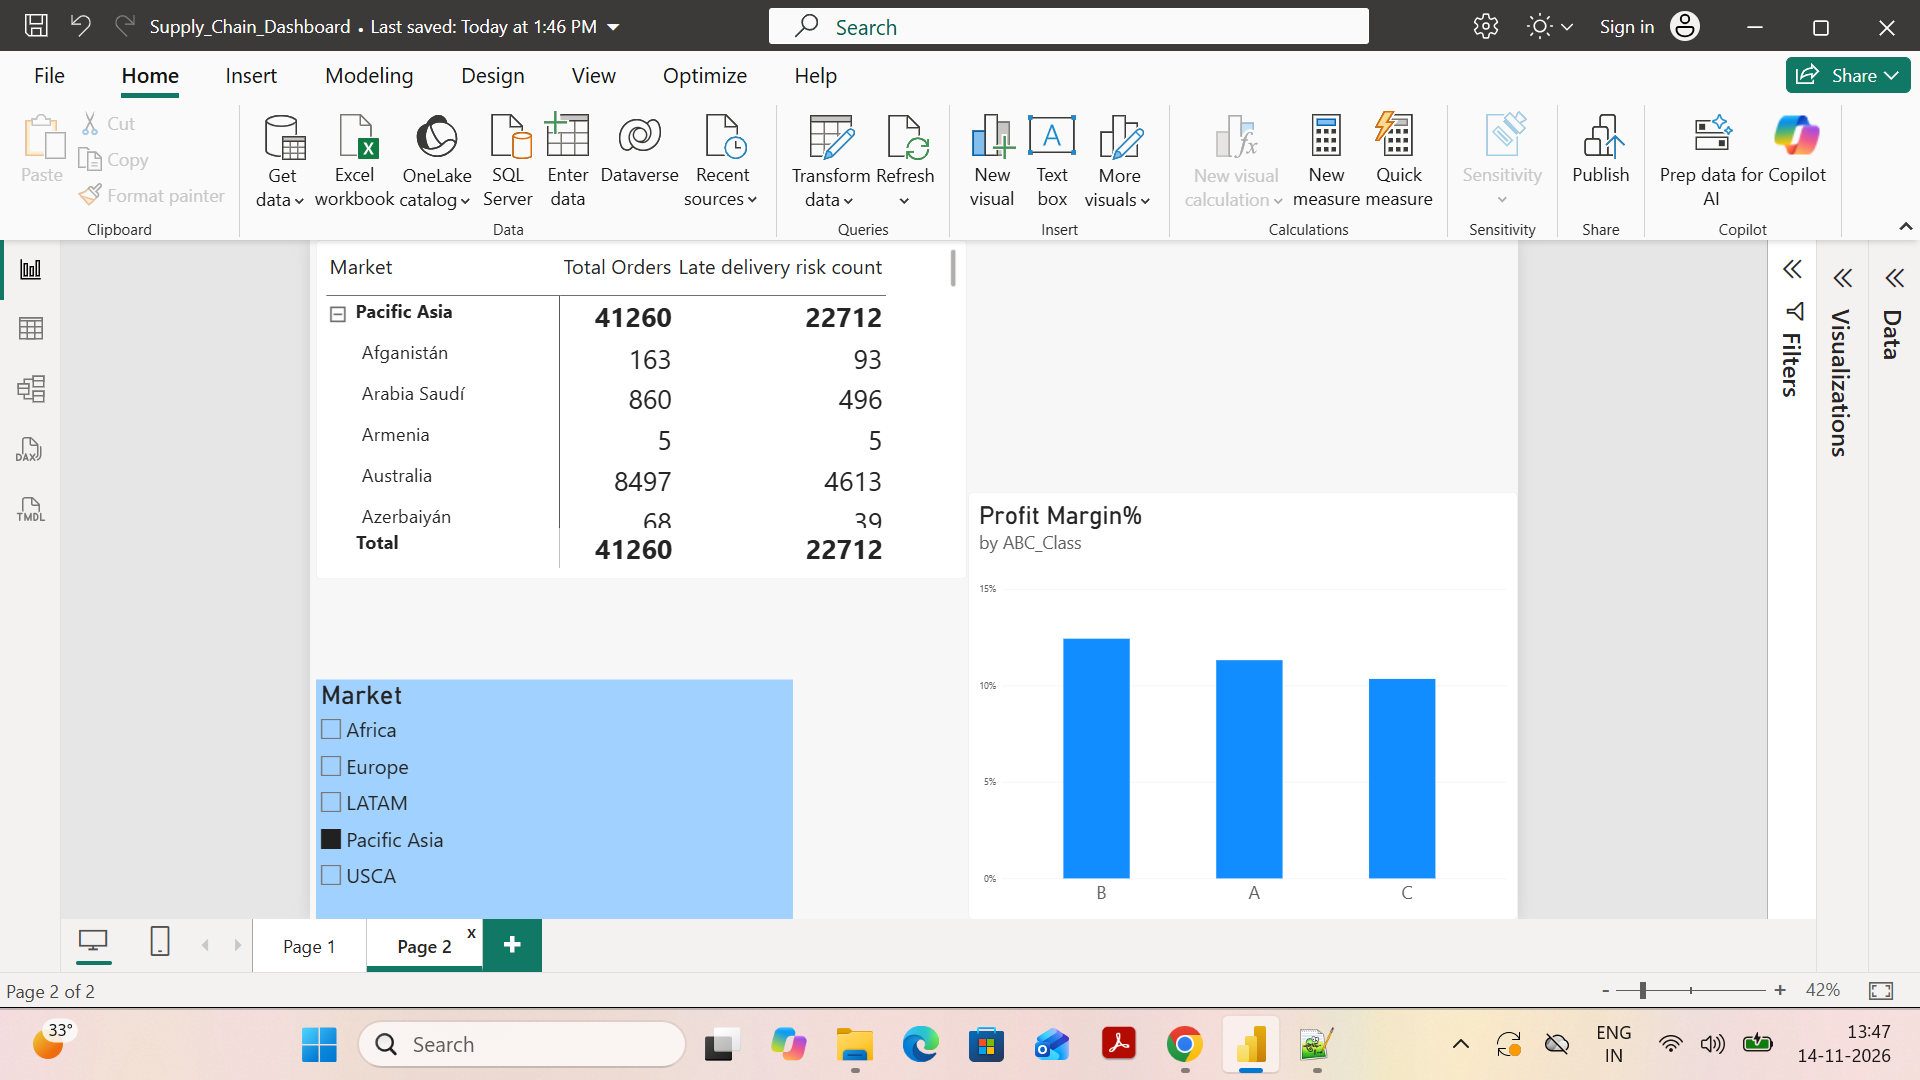 Supply_Chain_Dashboard • Last saved: Today at 1:46 PM
Search
Sign in
File Home Insert Modeling Design View Optimize Help
Share
Paste
Cut
Copy
Format painter
Clipboard
Get data
Excel workbook
OneLake catalog
SQL Server
Enter data
Dataverse
Recent sources
Data
Transform data
Refresh
Queries
New visual
Text box
More visuals
Insert
New visual calculation
New measure
Quick measure
Calculations
Sensitivity
Sensitivity
Publish
Share
Prep data for AI
Copilot
Copilot
DAX
TMDL
Market Total Orders Late delivery risk count
Pacific Asia 41260 22712
Afganistán 163 93
Arabia Saudí 860 496
Armenia 5 5
Australia 8497 4613
Azerbaiyán 68 39
Total 41260 22712
Market
Africa
Europe
LATAM
Pacific Asia
USCA
Profit Margin%
by ABC_Class
15%
10%
5%
0%
B A C
Filters
Visualizations
Data
Page 1
Page 2
x
Page 2 of 2
- + 42%
33°
Search
ENG
IN
13:47
14-11-2026